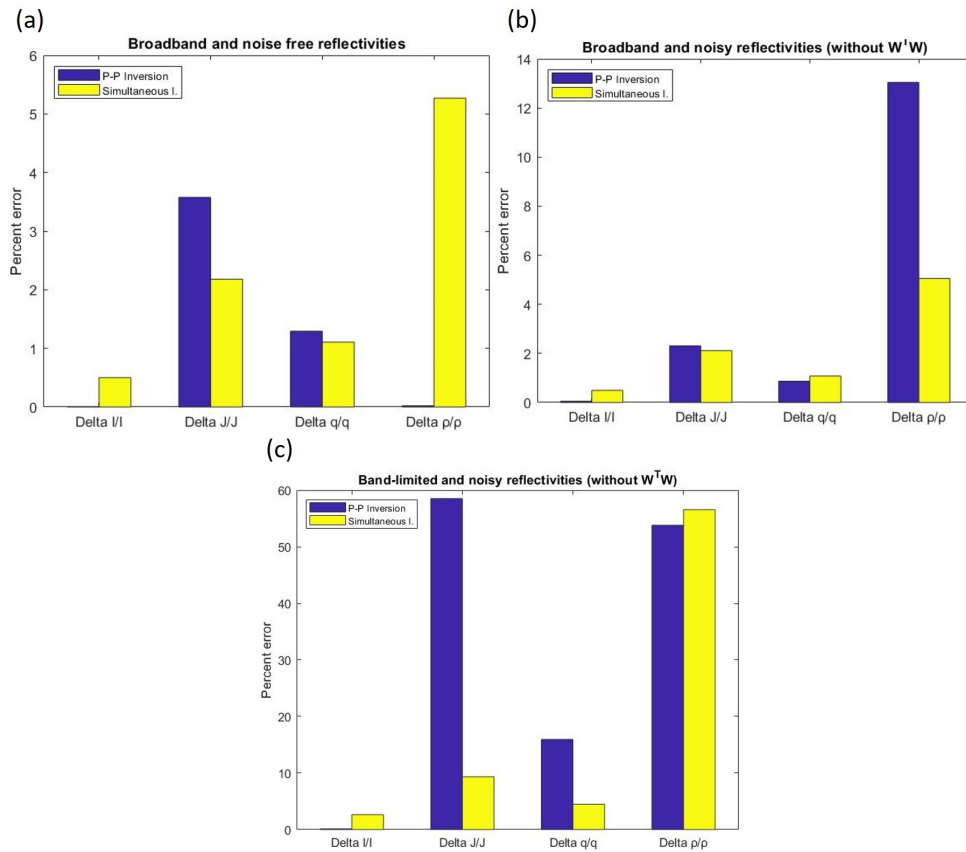 (a)
Broadband and noise free reflectivities
6
5
4
3
2
1
0
Percent error
P-P Inversion
Simultaneous I.
Delta I/I
Delta J/J
Delta q/q
Delta ρ/ρ
(b)
Broadband and noisy reflectivities (without WᵀW)
14
12
10
8
6
4
2
0
Percent error
P-P Inversion
Simultaneous I.
Delta I/I
Delta J/J
Delta q/q
Delta ρ/ρ
(c)
Band-limited and noisy reflectivities (without WᵀW)
60
50
40
30
20
10
0
Percent error
P-P Inversion
Simultaneous I.
Delta I/I
Delta J/J
Delta q/q
Delta ρ/ρ